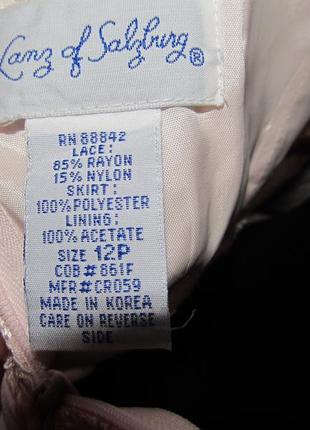 Lanz of Salzburg ®
RN 88842
LACE:
85% RAYON
15% NYLON
SKIRT:
100% POLYESTER
LINING:
100% ACETATE
SIZE 12P
COB # 861F
MFR# CR059
MADE IN KOREA
CARE ON REVERSE
SIDE